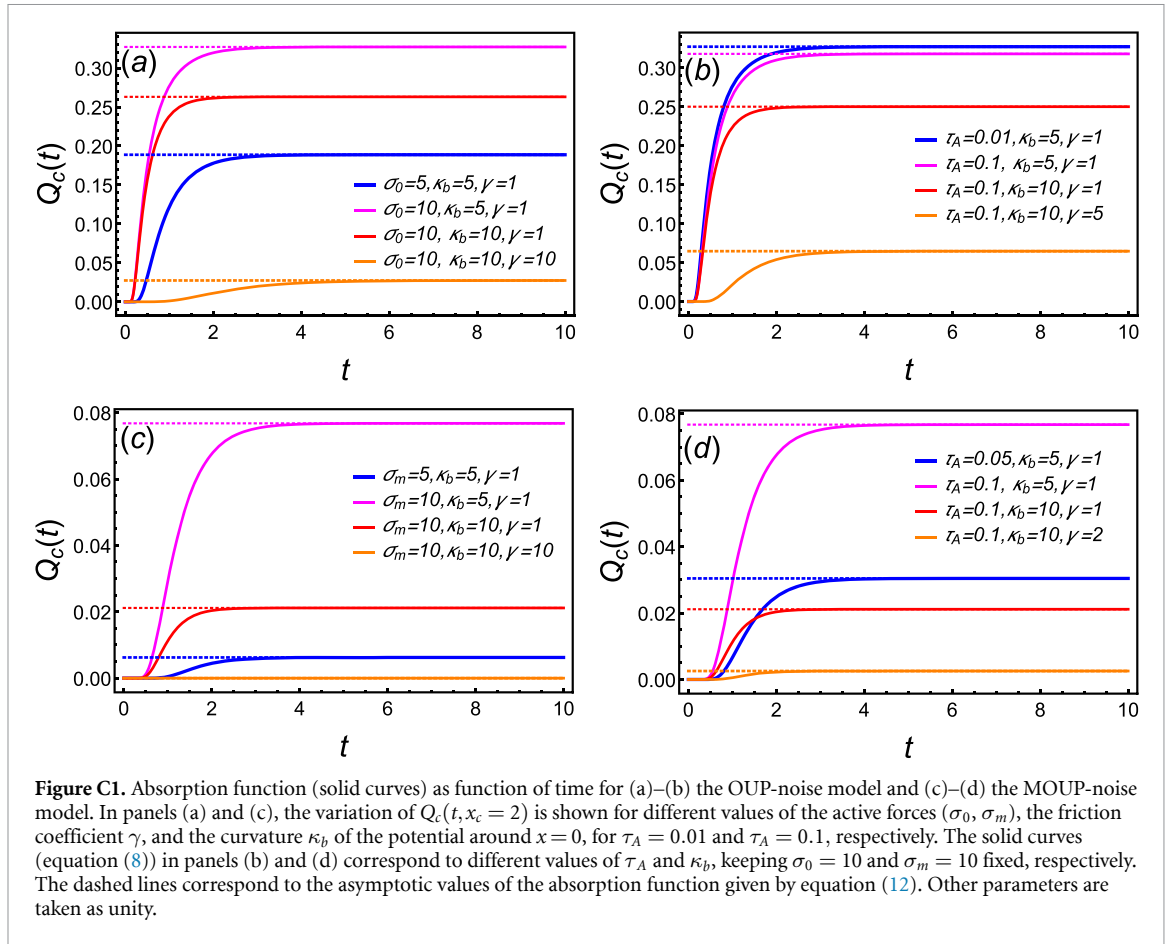 (a)
0.30
0.25
0.20
0.15
0.10
0.05
0.00
Q_c(t)
σ_0=5,κ_b=5,γ=1
σ_0=10,κ_b=5,γ=1
σ_0=10, κ_b=10,γ=1
σ_0=10, κ_b=10,γ=10
0 2 4 6 8 10
t
(b)
0.30
0.25
0.20
0.15
0.10
0.05
0.00
Q_c(t)
τ_A=0.01,κ_b=5,γ=1
τ_A=0.1, κ_b=5,γ=1
τ_A=0.1,κ_b=10,γ=1
τ_A=0.1,κ_b=10,γ=5
0 2 4 6 8 10
t
(c)
0.08
0.06
0.04
0.02
0.00
Q_c(t)
σ_m=5,κ_b=5,γ=1
σ_m=10,κ_b=5,γ=1
σ_m=10,κ_b=10,γ=1
σ_m=10,κ_b=10,γ=10
0 2 4 6 8 10
t
(d)
0.08
0.06
0.04
0.02
0.00
Q_c(t)
τ_A=0.05,κ_b=5,γ=1
τ_A=0.1, κ_b=5,γ=1
τ_A=0.1,κ_b=10,γ=1
τ_A=0.1,κ_b=10,γ=2
0 2 4 6 8 10
t
Figure C1. Absorption function (solid curves) as function of time for (a)–(b) the OUP-noise model and (c)–(d) the MOUP-noise
model. In panels (a) and (c), the variation of Q_c(t,x_c = 2) is shown for different values of the active forces (σ_0, σ_m), the friction
coefficient γ, and the curvature κ_b of the potential around x = 0, for τ_A = 0.01 and τ_A = 0.1, respectively. The solid curves
(equation (8)) in panels (b) and (d) correspond to different values of τ_A and κ_b, keeping σ_0 = 10 and σ_m = 10 fixed, respectively.
The dashed lines correspond to the asymptotic values of the absorption function given by equation (12). Other parameters are
taken as unity.